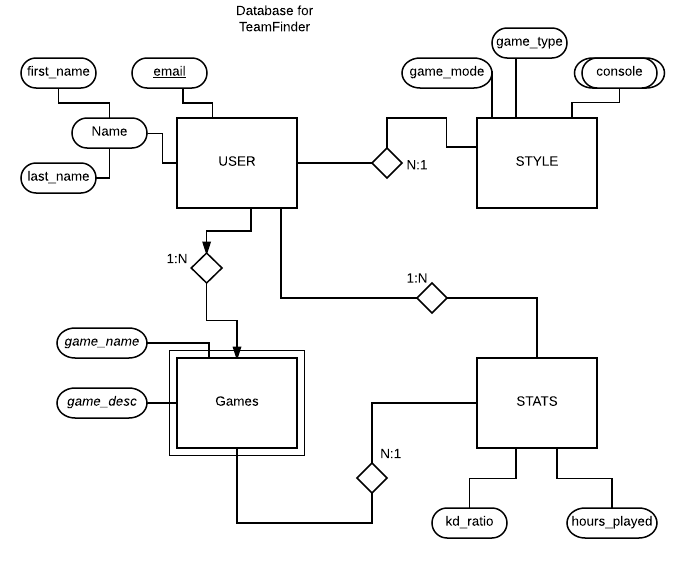 Database for
TeamFinder
game_type
first_name
email
game_mode
console
Name
USER
STYLE
N:1
last_name
1:N
1:N
game_name
game_desc
Games
STATS
N:1
kd_ratio
hours_played